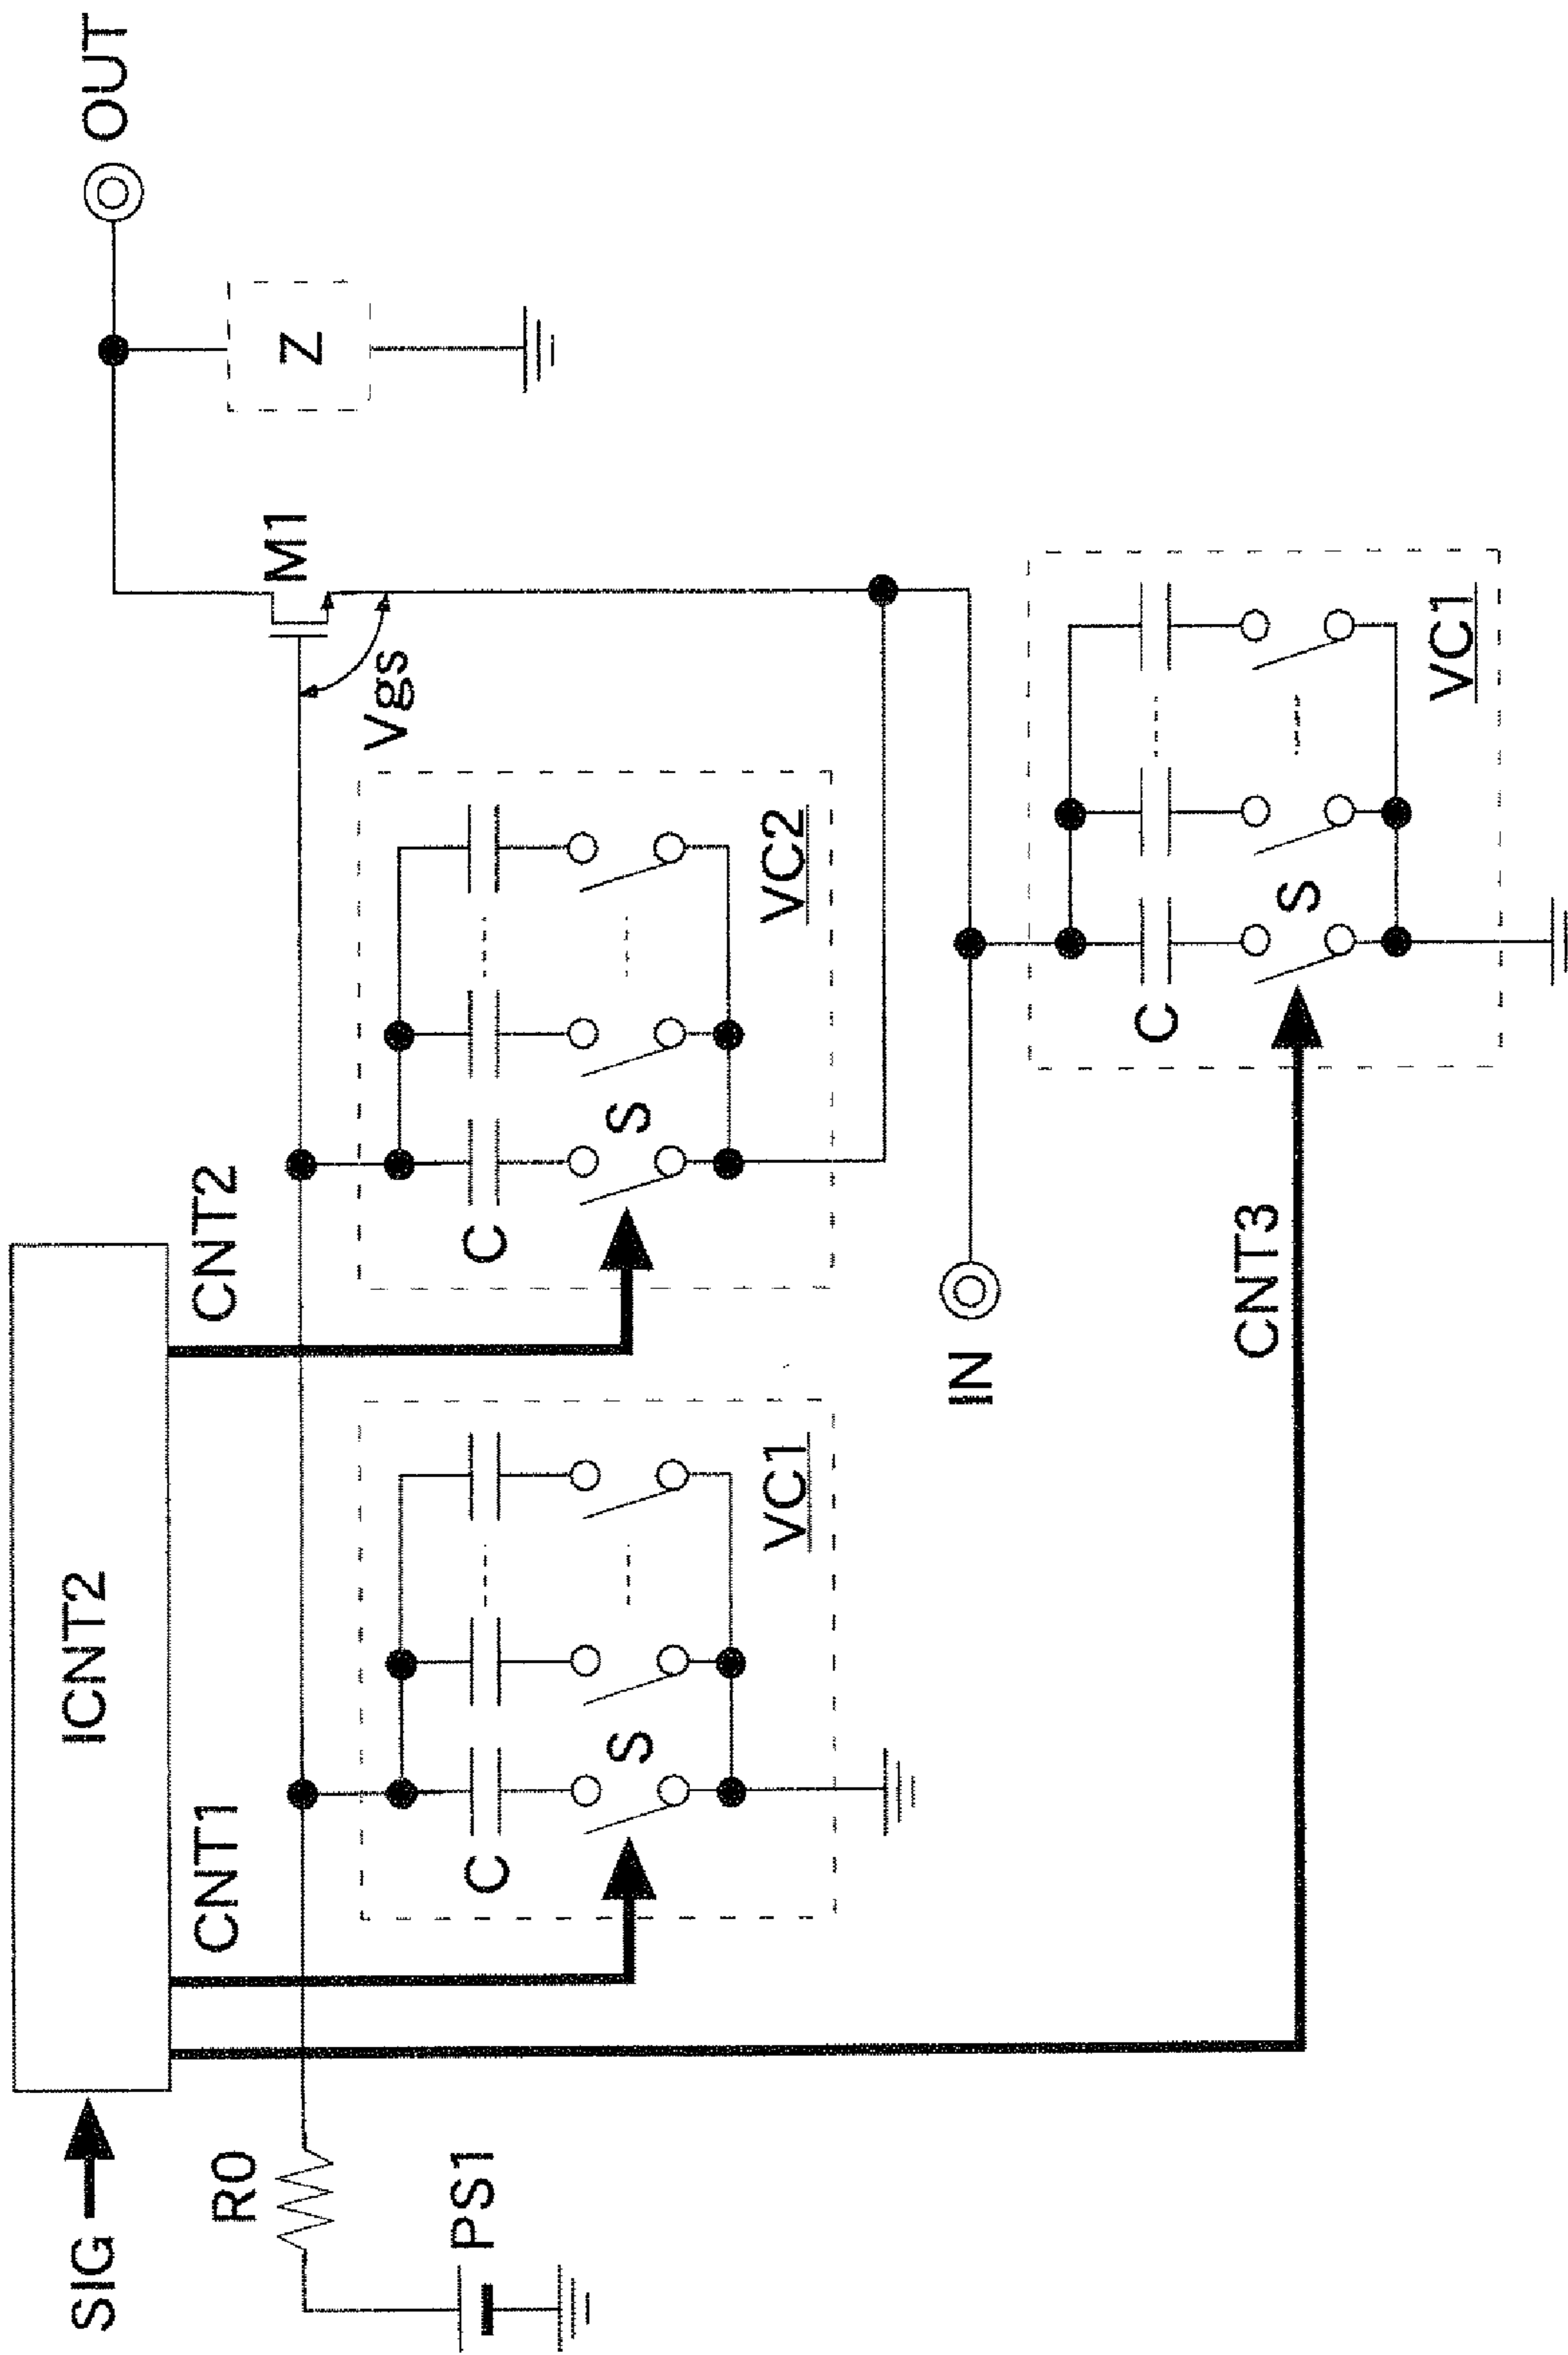 SIG
ICNT2
CNT1
CNT2
OUT
R0
M1
Z
Vgs
PS1
C
S
VC1
C
S
VC2
IN
CNT3
C
S
VC1